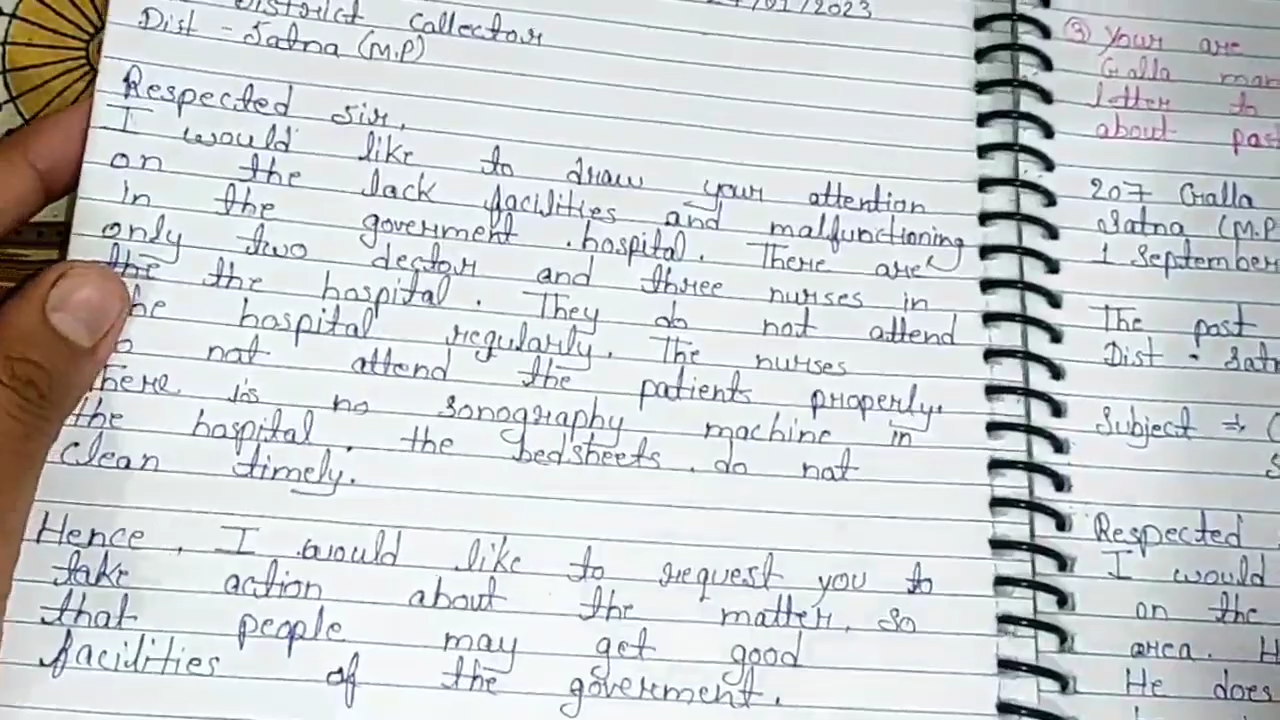 District Collector
Dist - Satna (M.P)
Respected sir,
I would like to draw your attention
on the lack facilities and malfunctioning
in the goverment hospital. There are
only two dector and three nurses in
the the hospital. They do not attend
the hospital regularly. The nurses
do not attend the patients properly.
There is no sonography machine in
the hospital. the bedsheets do not
clean timely.
Hence, I would like to request you to
take action about the matter, so
that people may get good
facilities of the goverment.
③ Your are
Galla
letter to
about
207 Galla
Satna (M.P
1 September
The post
Dist -
Subject ⇒
Respected
I would
on the
area.
He does